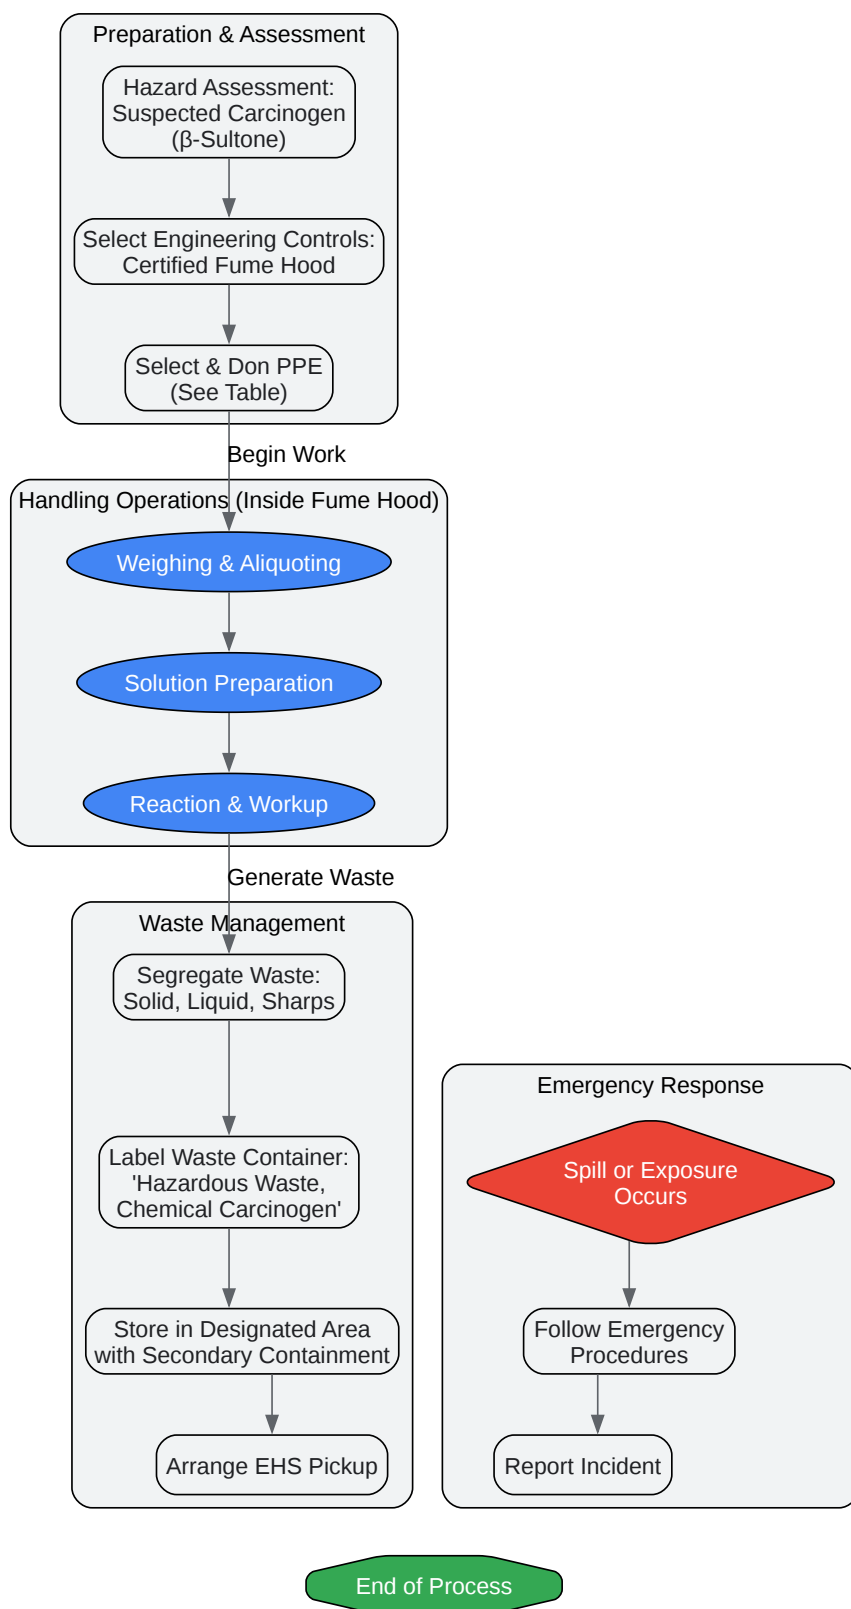 Preparation & Assessment
Hazard Assessment:
Suspected Carcinogen
(β-Sultone)
Select Engineering Controls:
Certified Fume Hood
Select & Don PPE
(See Table)
Begin Work
Handling Operations (Inside Fume Hood)
Weighing & Aliquoting
Solution Preparation
Reaction & Workup
Generate Waste
Waste Management
Segregate Waste:
Solid, Liquid, Sharps
Label Waste Container:
'Hazardous Waste,
Chemical Carcinogen'
Store in Designated Area
with Secondary Containment
Arrange EHS Pickup
Emergency Response
Spill or Exposure
Occurs
Follow Emergency
Procedures
Report Incident
End of Process